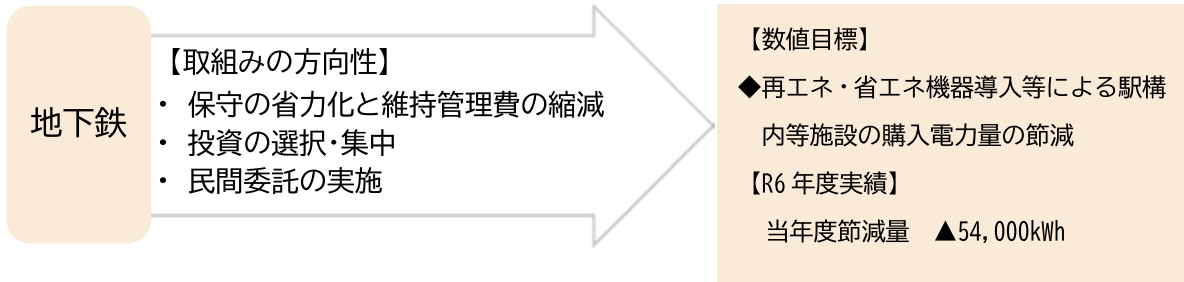 地下鉄
【取組みの方向性】
・ 保守の省力化と維持管理費の縮減
・ 投資の選択・集中
・ 民間委託の実施
【数値目標】
◆再エネ・省エネ機器導入等による駅構
内等施設の購入電力量の節減
【R6 年度実績】
当年度節減量 ▲54,000kWh